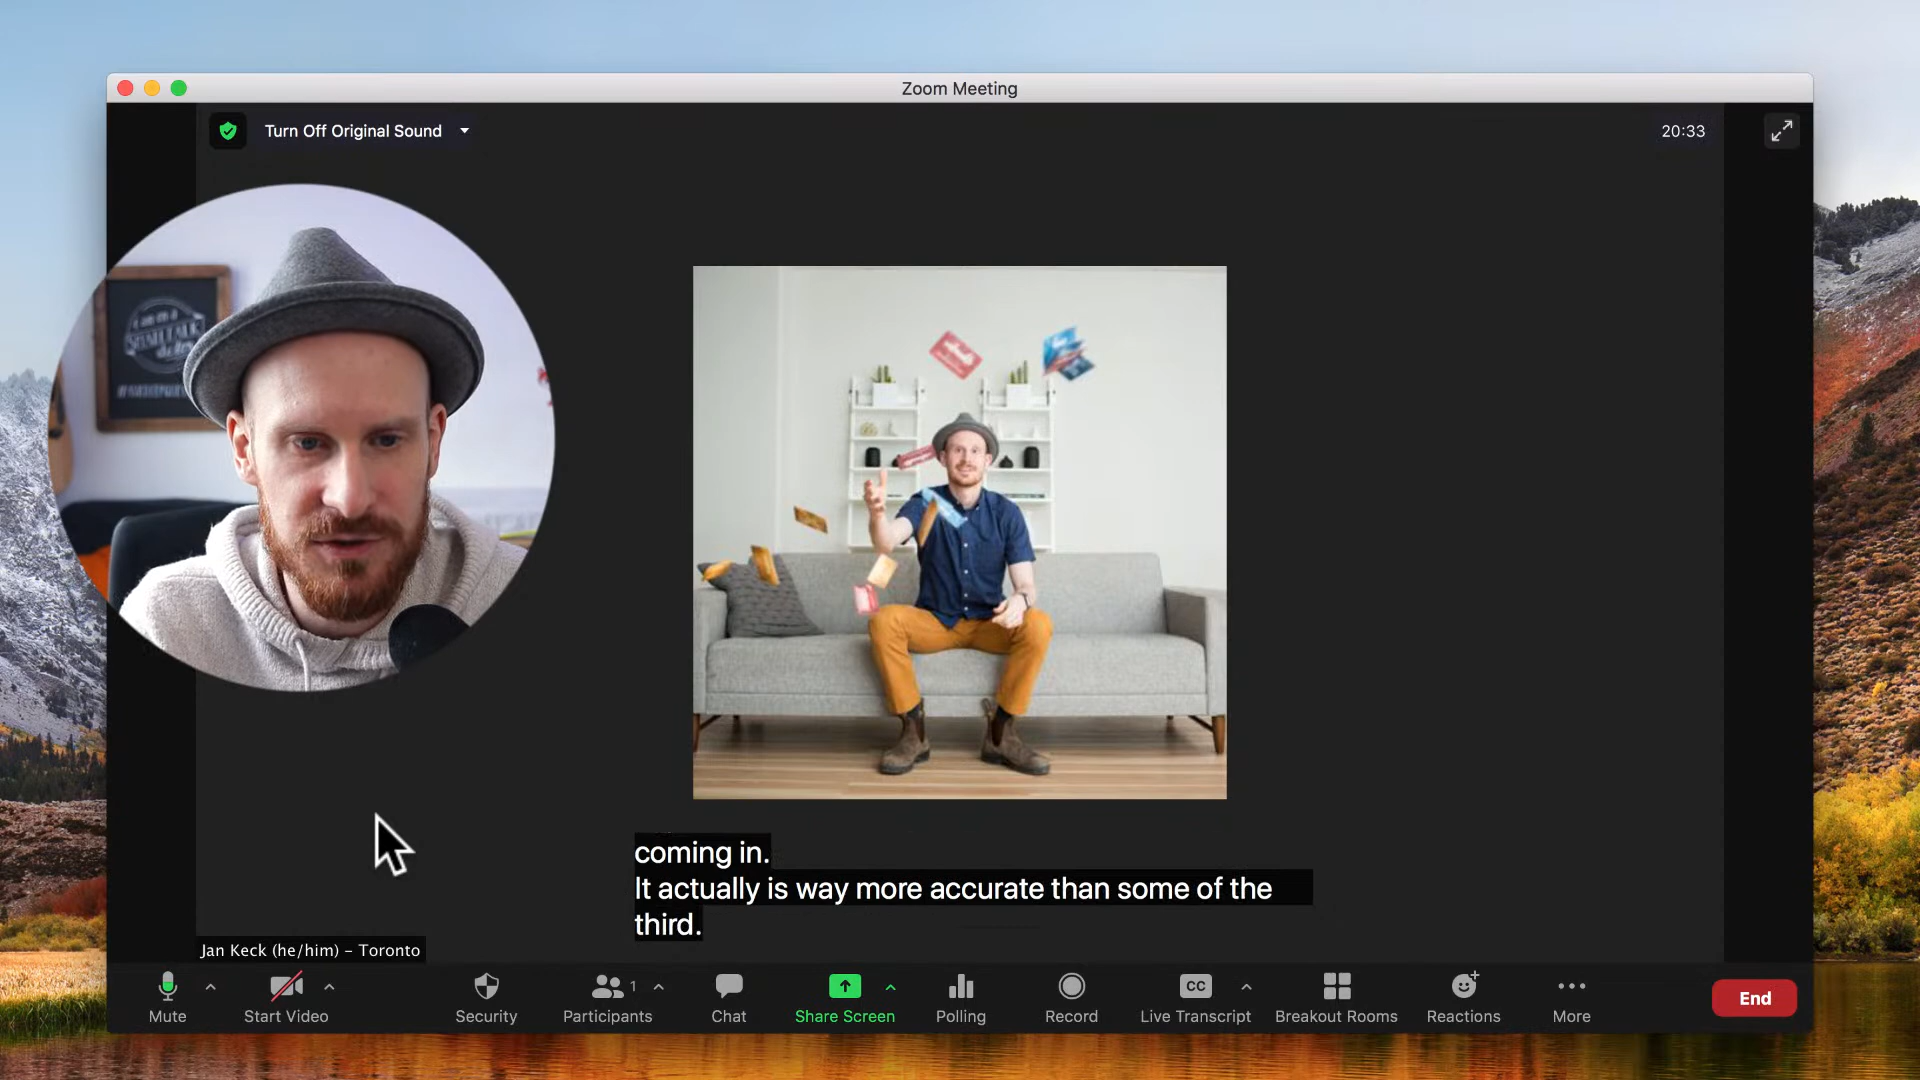 Zoom Meeting
Turn Off Original Sound
20:33
coming in.
It actually is way more accurate than some of the
third.
Jan Keck (he/him) – Toronto
1
CC
Mute
Start Video
Security
Participants
Chat
Share Screen
Polling
Record
Live Transcript
Breakout Rooms
Reactions
More
End